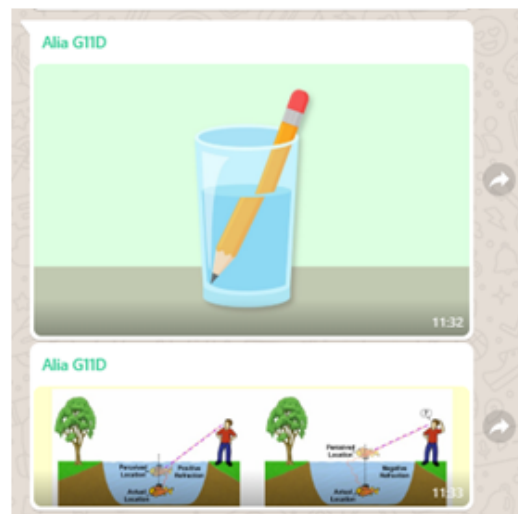 Alia G11D
11:32
Alia G11D
Perceived Location
Positive Refraction
Actual Location
?
Perceived Location
Negative Refraction
Actual Location
11:33